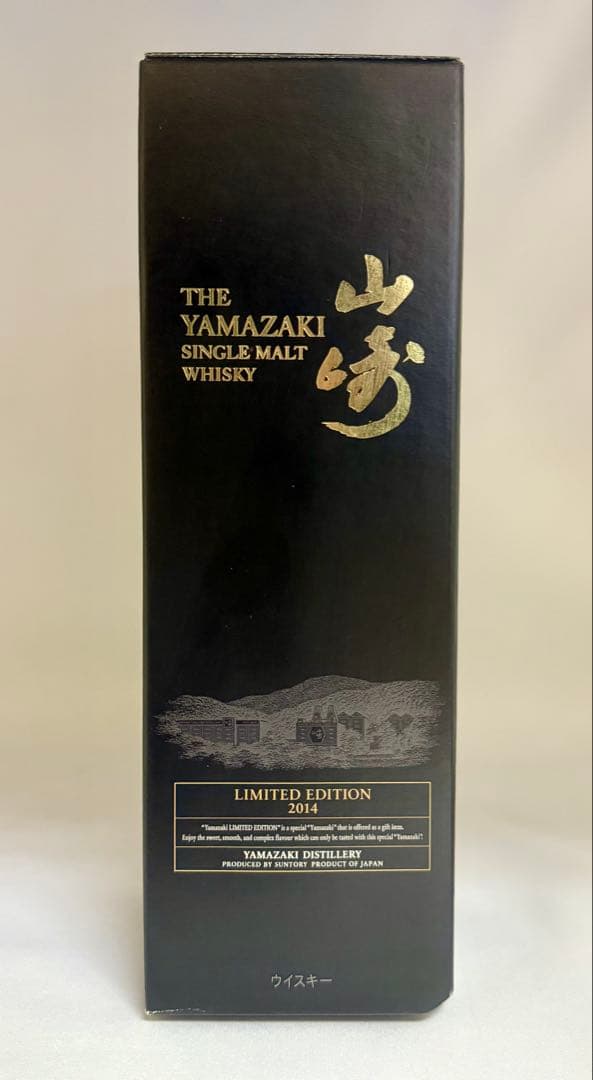 THE
YAMAZAKI
SINGLE MALT
WHISKY
山崎
LIMITED EDITION
2014
"Yamazaki LIMITED EDITION" is a special "Yamazaki" that is offered as a gift item.
Enjoy the sweet, smooth, and complex flavour which can only be tasted with this special "Yamazaki".
YAMAZAKI DISTILLERY
PRODUCED BY SUNTORY PRODUCT OF JAPAN
ウイスキー